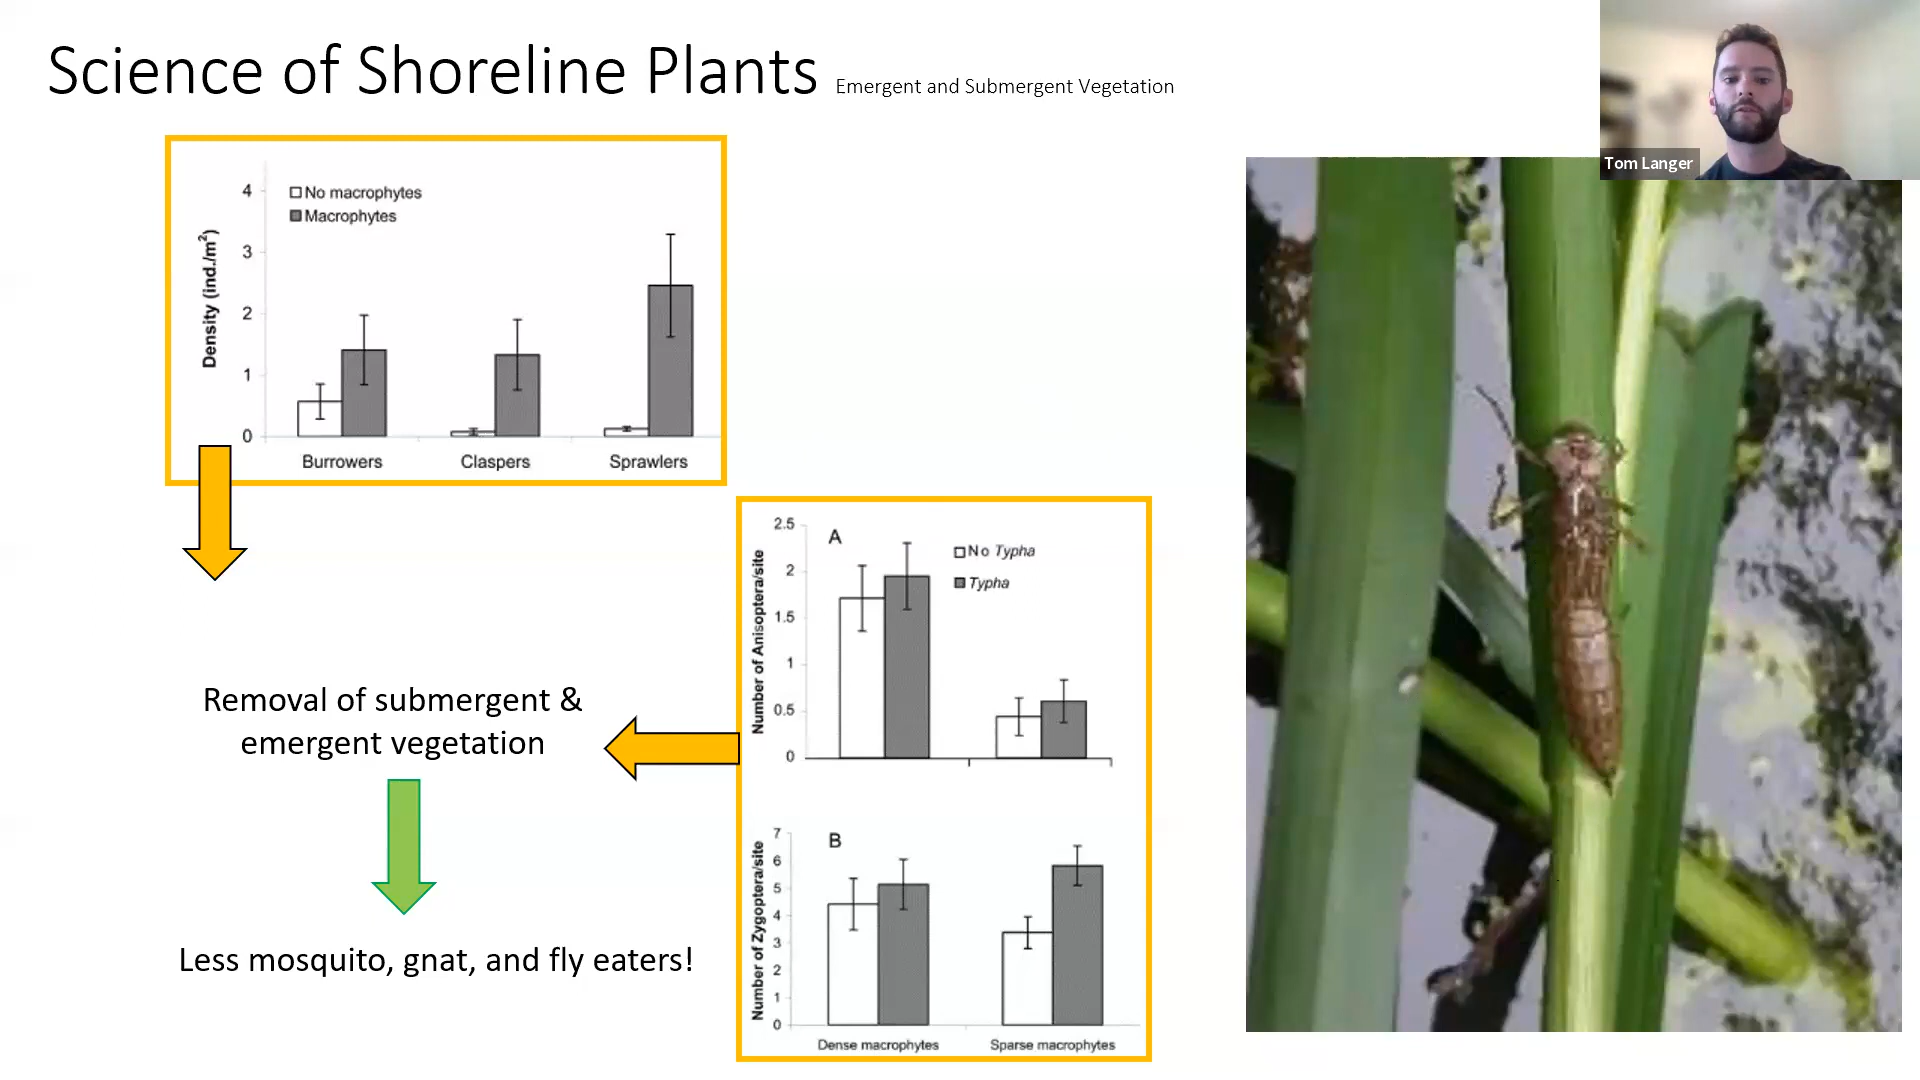 Science of Shoreline Plants Emergent and Submergent Vegetation
Tom Langer
4
3
2
1
0
Density (ind./m²)
No macrophytes
Macrophytes
Burrowers Claspers Sprawlers
Removal of submergent &
emergent vegetation
Less mosquito, gnat, and fly eaters!
A
2.5
2
1.5
1
0.5
0
Number of Anisoptera/site
No Typha
Typha
B
7
6
5
4
3
2
1
0
Number of Zygoptera/site
Dense macrophytes Sparse macrophytes